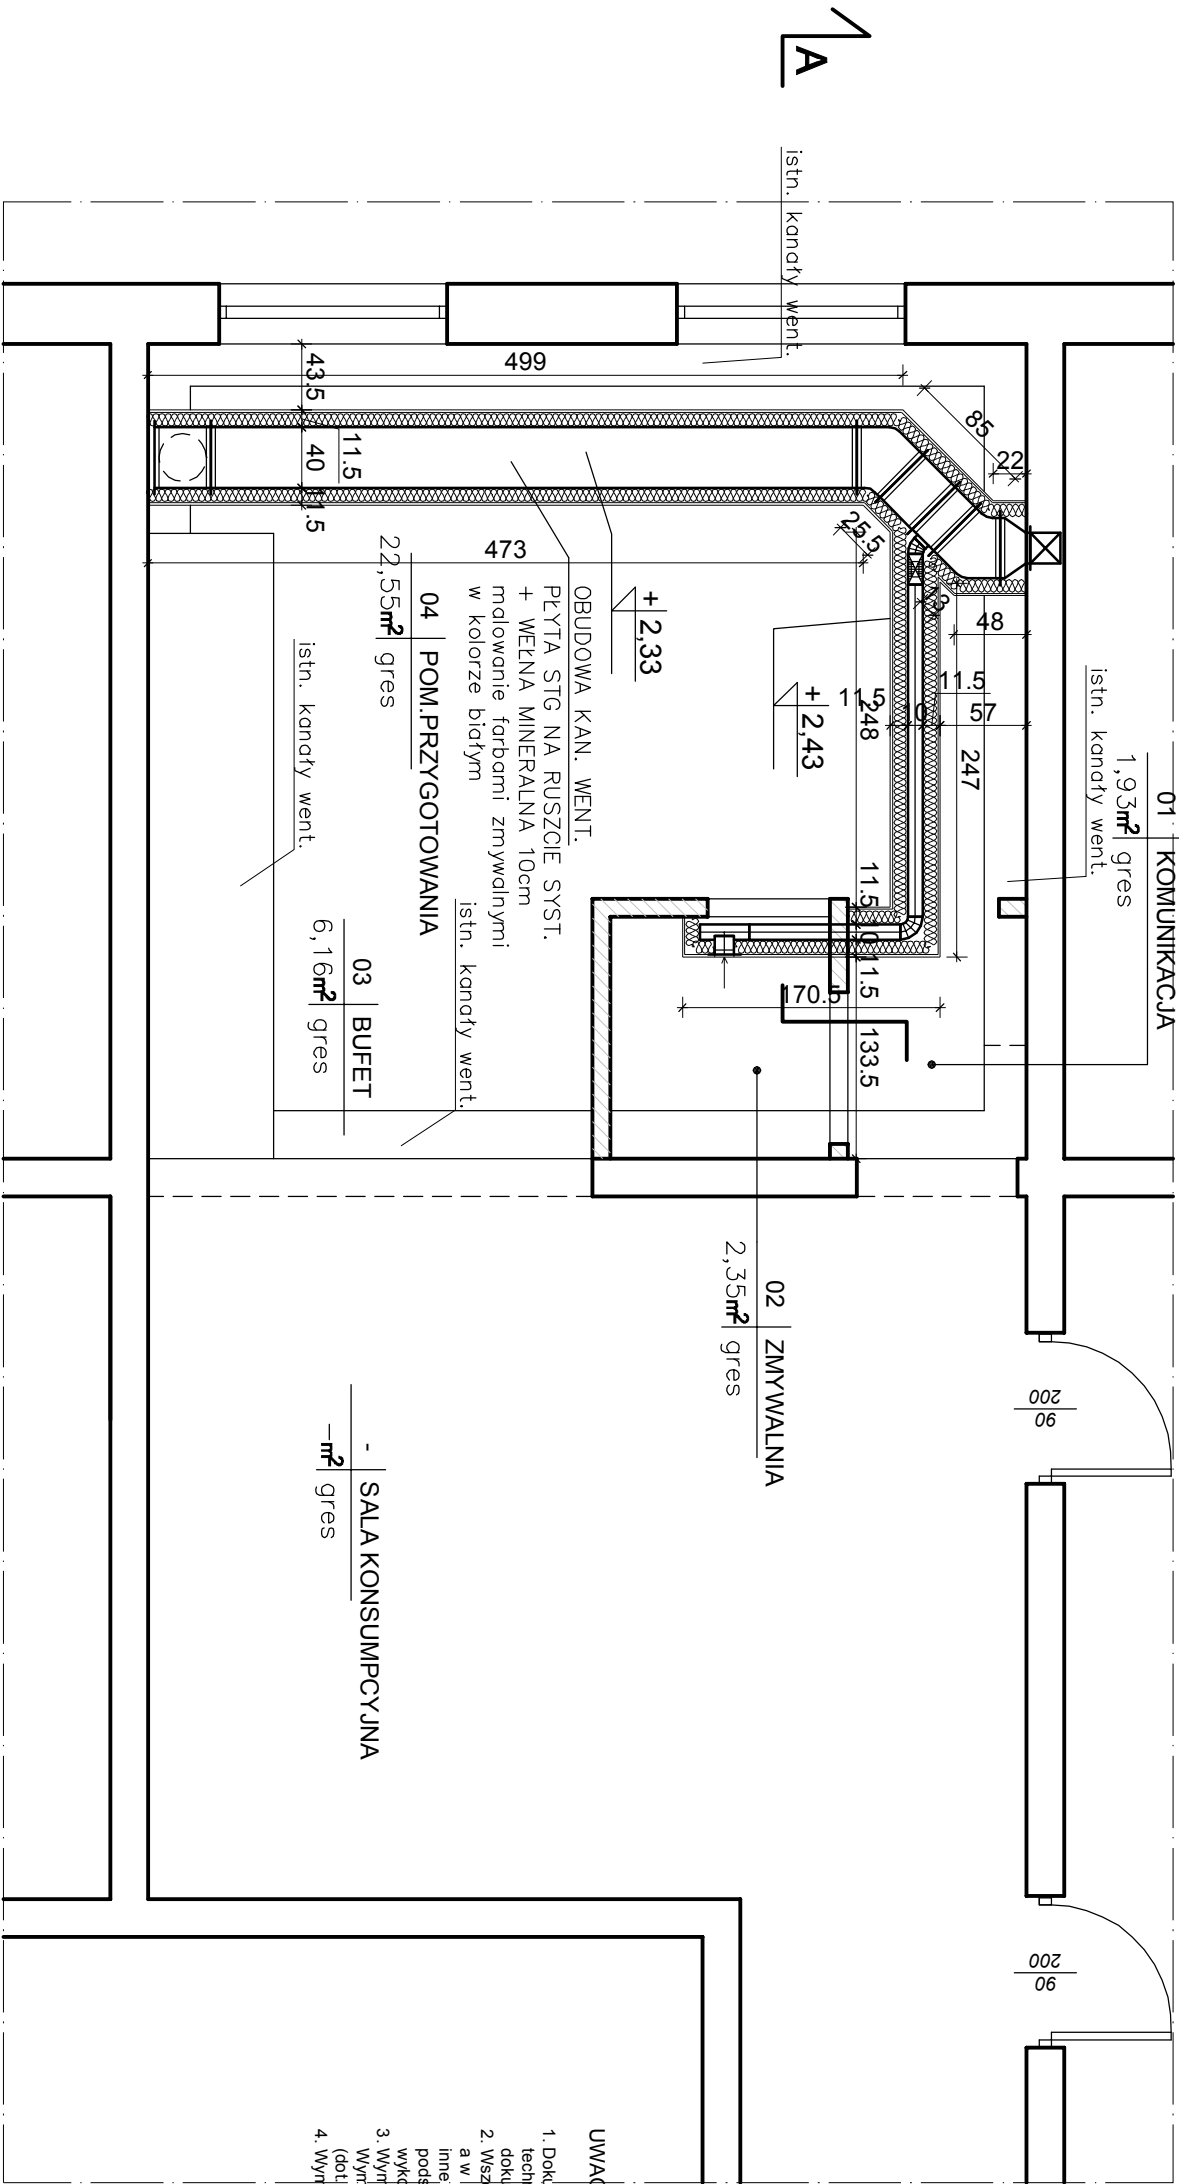 A
istn. kanały went.
499
43.5
11.5
40
11.5
473
85
22
25.5
48
57
11.5
11.5
10
248
247
11.5
10
11.5
170.5
133.5
+ 2,33
+ 2,43
OBUDOWA KAN. WENT.
PŁYTA STG NA RUSZCIE SYST.
+ WEŁNA MINERALNA 10cm
malowanie farbami zmywalnymi
w kolorze białym
01 KOMUNIKACJA
1,93m² gres
istn. kanały went.
04 POM.PRZYGOTOWANIA
22,55m² gres
istn. kanały went.
istn. kanały went.
03 BUFET
6,16m² gres
02 ZMYWALNIA
2,35m² gres
- SALA KONSUMPCYJNA
—m² gres
90
200
90
200
1.
2.
a w
3.
4.